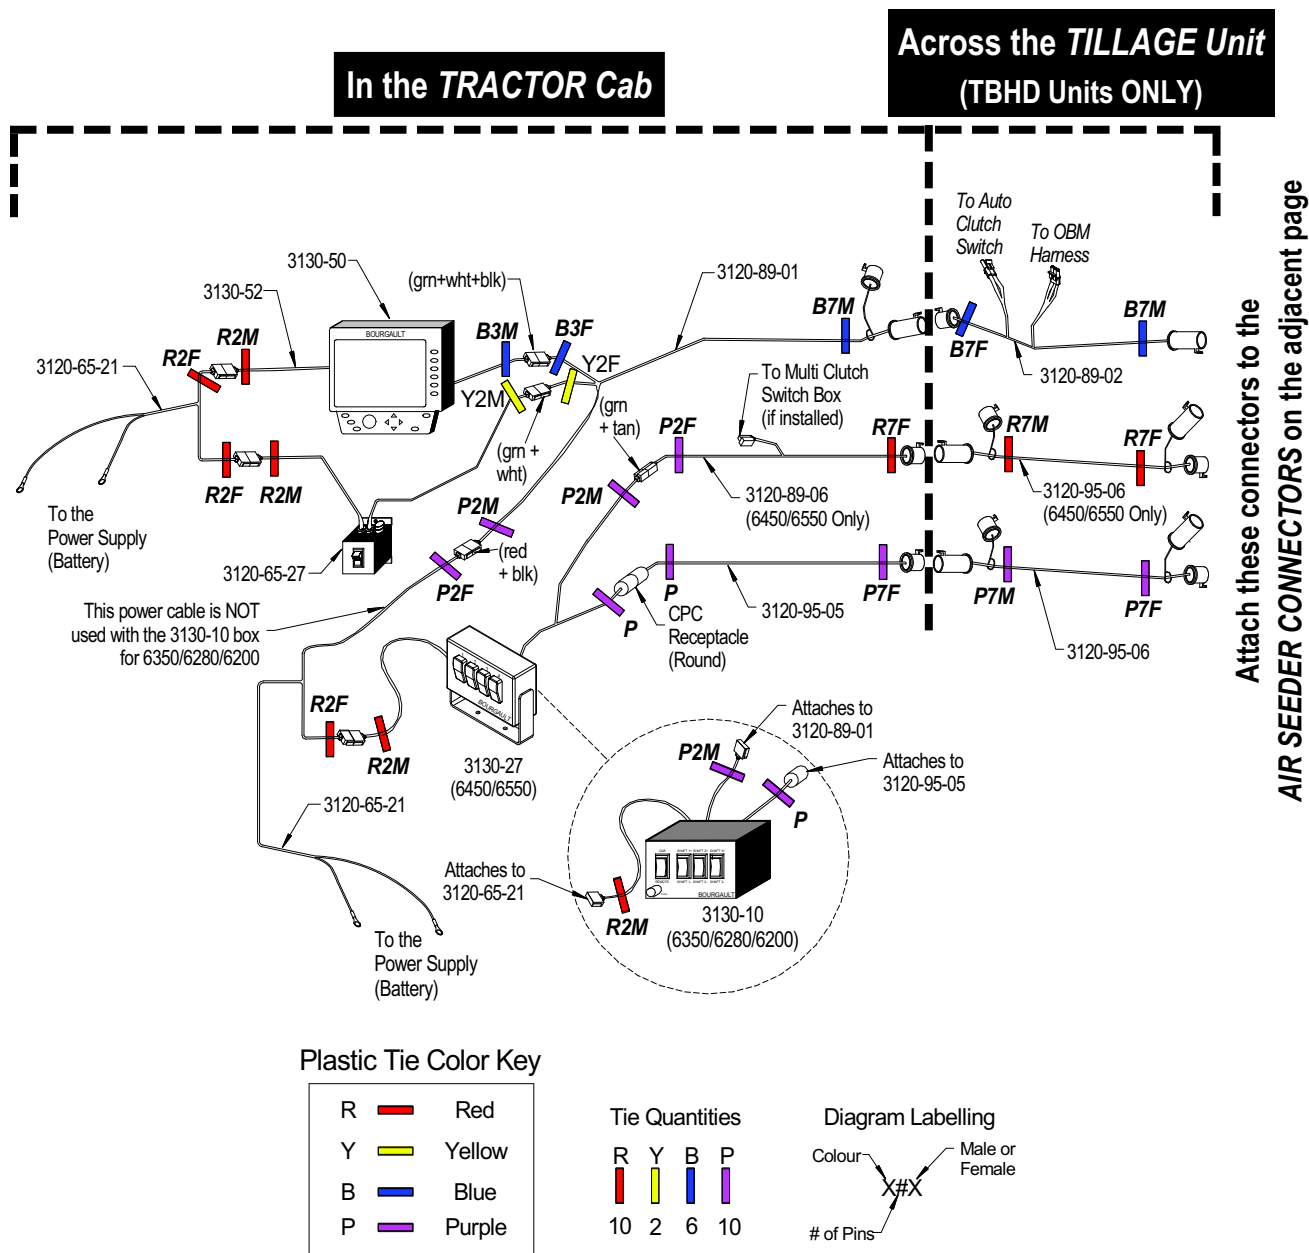 In the TRACTOR Cab
Across the TILLAGE Unit
(TBHD Units ONLY)
Attach these connectors to the
AIR SEEDER CONNECTORS on the adjacent page
To Auto
Clutch
Switch
To OBM
Harness
3130-50
(grn+wht+blk)
3120-89-01
3130-52
B7M
B7M
B7F
3120-89-02
BOURGAULT
B3M
B3F
R2M
R2F
3120-65-21
Y2F
Y2M
To Multi Clutch
Switch Box
(if installed)
(grn
+ tan)
P2F
R7F
R7M
R7F
(grn +
wht)
R2F
R2M
P2M
3120-89-06
(6450/6550 Only)
3120-95-06
(6450/6550 Only)
To the
Power Supply
(Battery)
P2M
(red
+ blk)
3120-65-27
P2F
This power cable is NOT
used with the 3130-10 box
for 6350/6280/6200
P
P
CPC
Receptacle
(Round)
3120-95-05
P7F
P7M
P7F
3120-95-06
R2F
R2M
BOURGAULT
3130-27
(6450/6550)
Attaches to
3120-89-01
P2M
Attaches to
3120-95-05
P
3120-65-21
Attaches to
3120-65-21
R2M
BOURGAULT
3130-10
(6350/6280/6200)
To the
Power Supply
(Battery)
Plastic Tie Color Key
R Red
Y Yellow
B Blue
P Purple
Tie Quantities
R Y B P
10 2 6 10
Diagram Labelling
Colour
Male or
Female
X#X
# of Pins